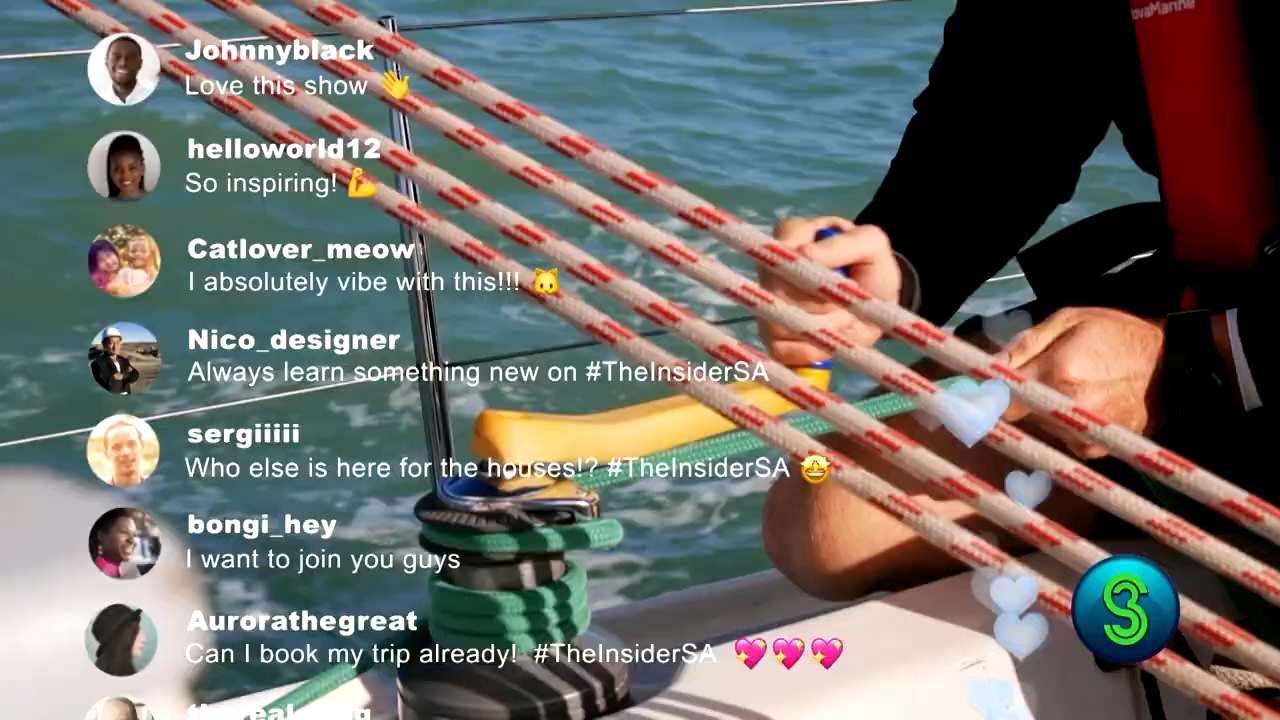 ovaMarine
Johnnyblack
Love this show 👋
helloworld12
So inspiring! 💪
Catlover_meow
I absolutely vibe with this!!! 🐱
Nico_designer
Always learn something new on #TheInsiderSA
sergiiiii
Who else is here for the houses!? #TheInsiderSA 🤩
bongi_hey
I want to join you guys
Aurorathegreat
Can I book my trip already! #TheInsiderSA 💖💖💖
3